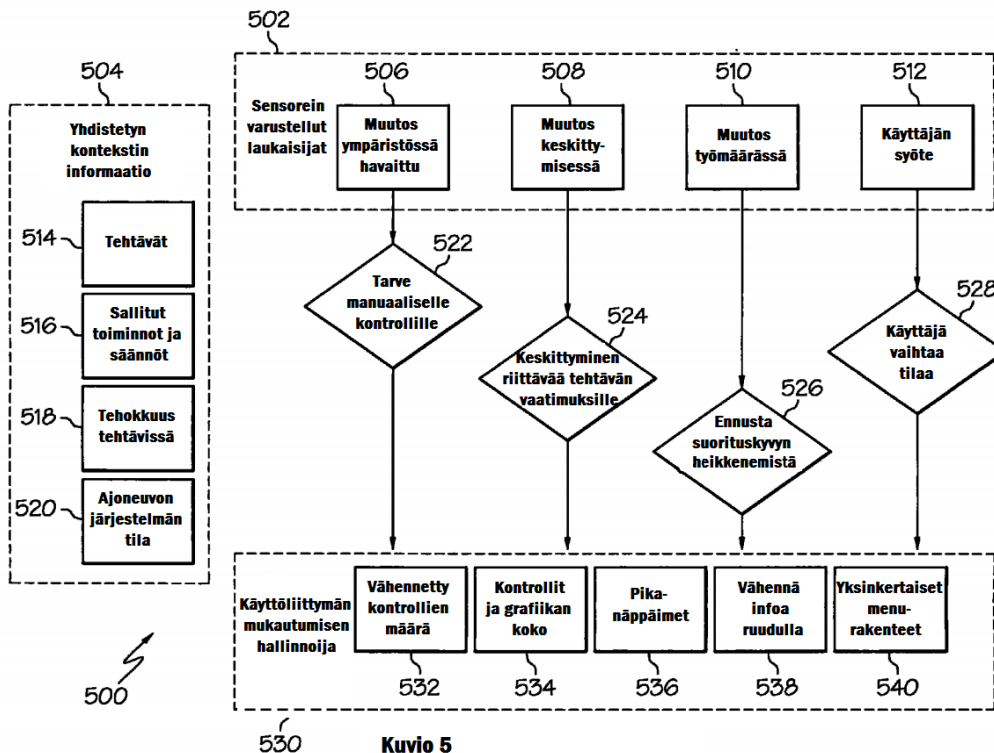 502
504
Yhdistetyn
kontekstin
informaatio
514
Tehtävät
516
Sallitut
toiminnot ja
säännöt
518
Tehokkuus
tehtävissä
520
Ajoneuvon
järjestelmän
tila
500
Sensorein
varustellut
laukaisijat
506
Muutos
ympäristössä
havaittu
508
Muutos
keskitty-
misessä
510
Muutos
työmäärässä
512
Käyttäjän
syöte
522
Tarve
manuaaliselle
kontrollille
524
Keskittyminen
riittävää tehtävän
vaatimuksille
526
Ennusta
suorituskyvyn
heikkenemistä
528
Käyttäjä
vaihtaa
tilaa
Käyttöliittymän
mukautumisen
hallinnoija
Vähennetty
kontrollien
määrä
532
Kontrollit
ja grafiikan
koko
534
Pika-
näppäimet
536
Vähennä
infoa
ruudulla
538
Yksinkertaiset
menu-
rakenteet
540
530
Kuvio 5